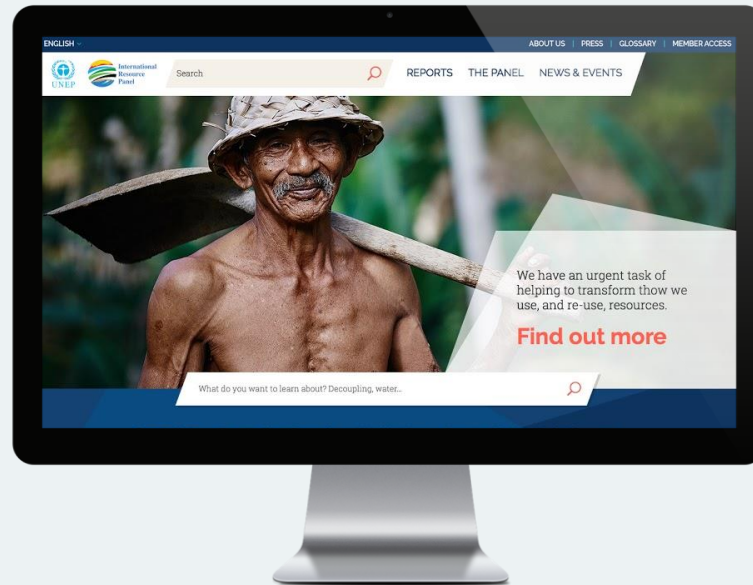 ENGLISH
ABOUT US | PRESS | GLOSSARY | MEMBER ACCESS
UNEP
International
Resource
Panel
Search
REPORTS THE PANEL NEWS & EVENTS
We have an urgent task of
helping to transform thow we
use, and re-use, resources.
Find out more
What do you want to learn about? Decoupling, water...